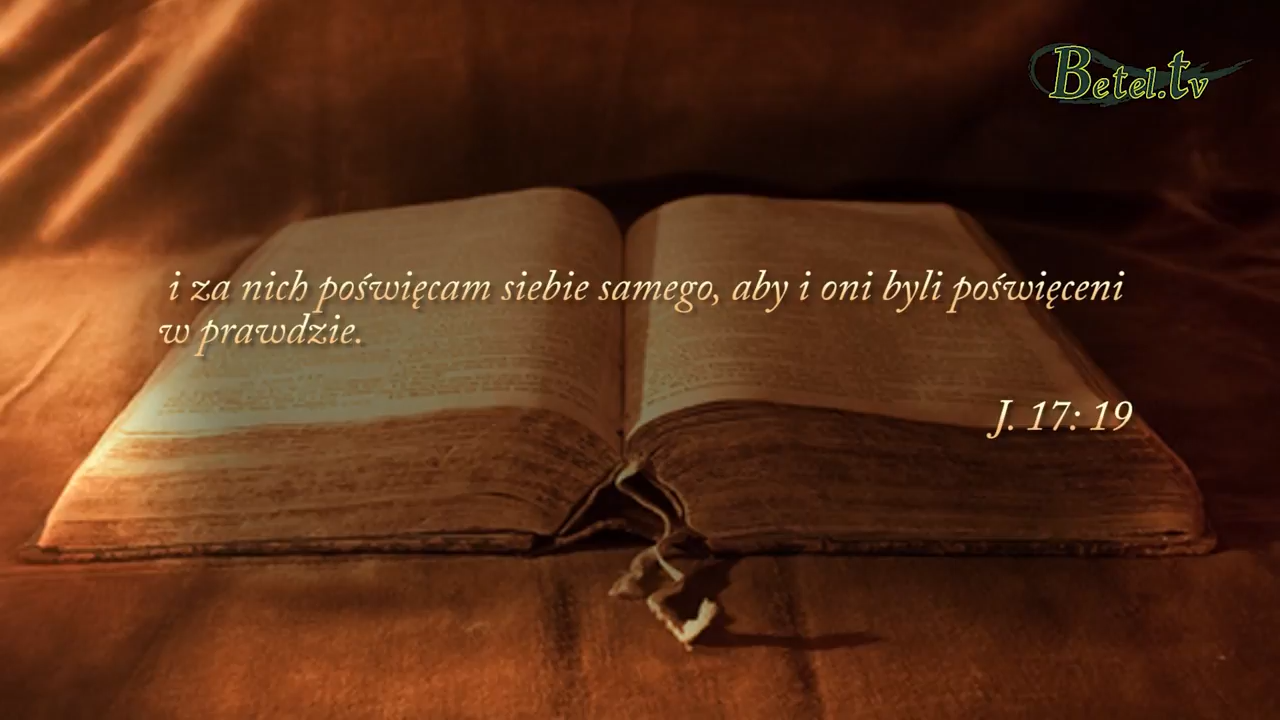 Betel.tv
i za nich poświęcam siebie samego, aby i oni byli poświęceni
w prawdzie.
J. 17: 19